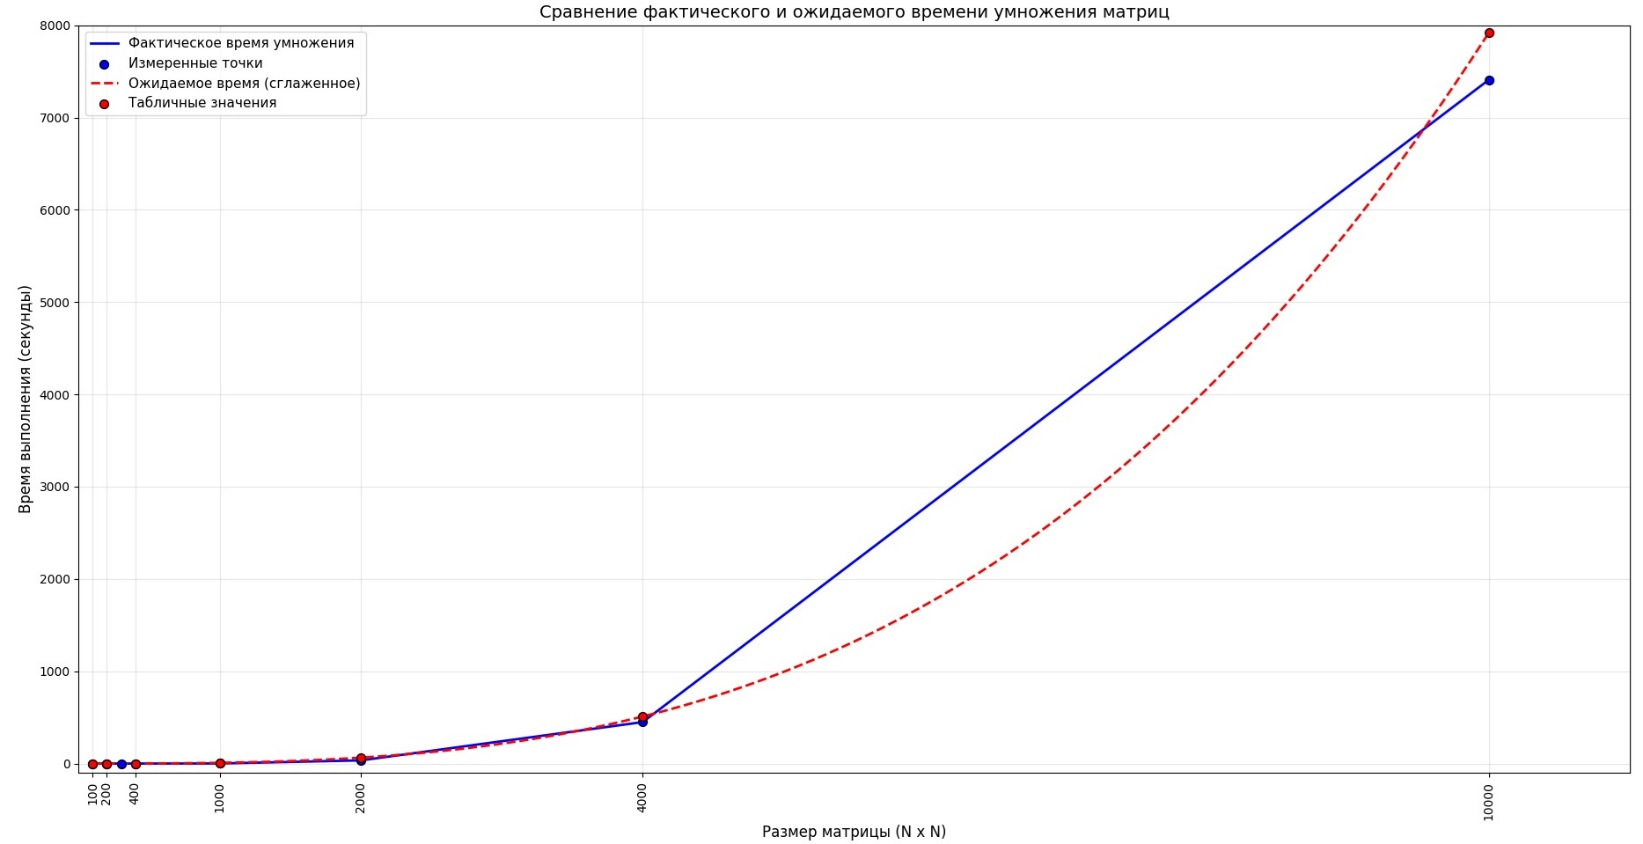 Сравнение фактического и ожидаемого времени умножения матриц
Фактическое время умножения
Измеренные точки
Ожидаемое время (сглаженное)
Табличные значения
Время выполнения (секунды)
8000
7000
6000
5000
4000
3000
2000
1000
0
100
200
400
1000
2000
4000
10000
Размер матрицы (N x N)